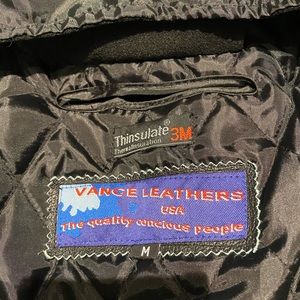 Thinsulate® 3M
Thermal Insulation
VANCE LEATHERS
USA
The quality concious people
M